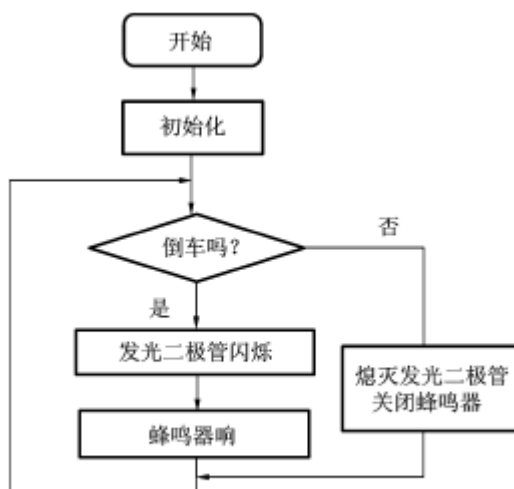 开始
初始化
倒车吗?
否
是
发光二极管闪烁
熄灭发光二极管
关闭蜂鸣器
蜂鸣器响